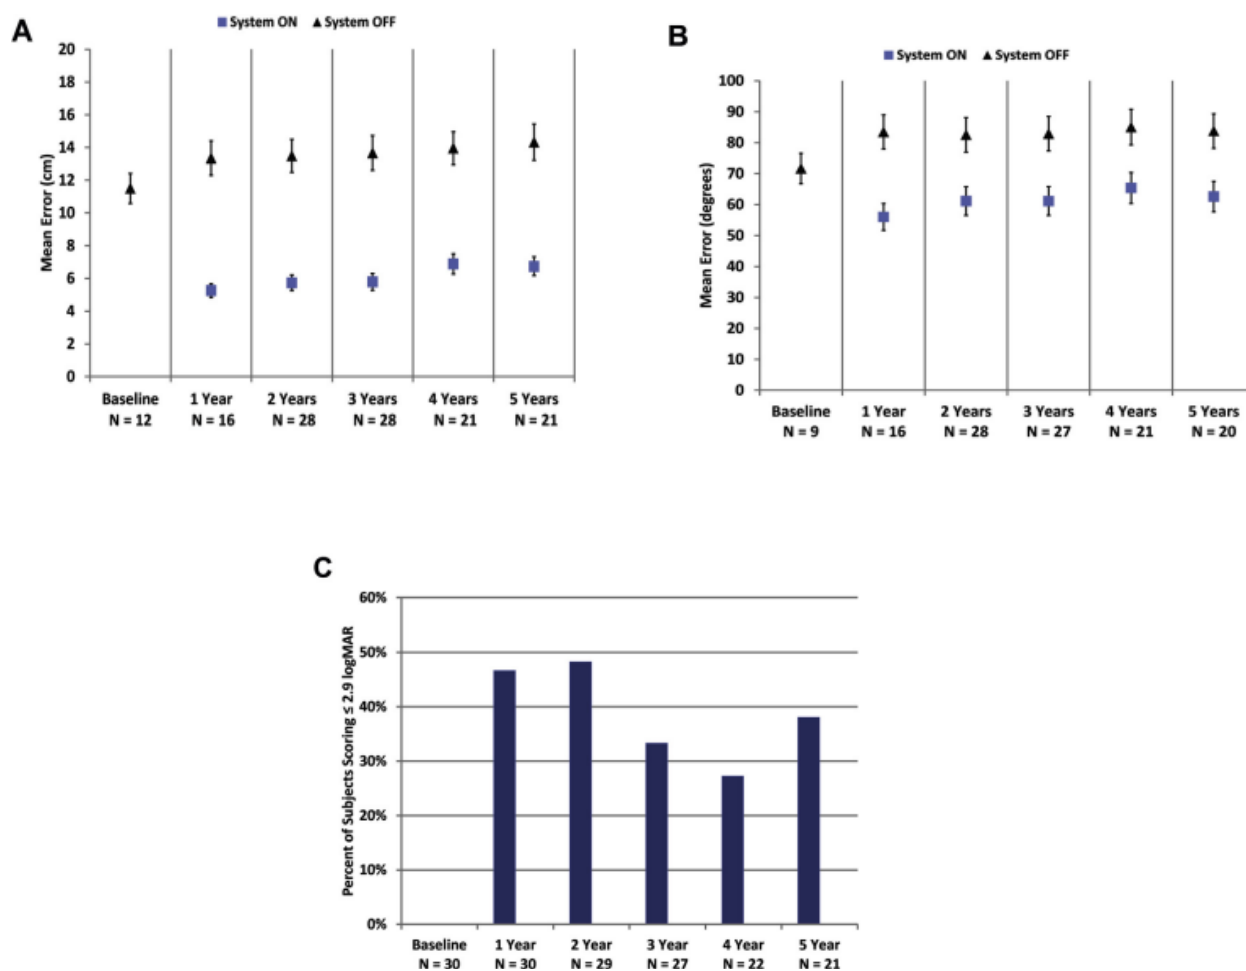 A
System ON System OFF
Mean Error (cm)
20
18
16
14
12
10
8
6
4
2
0
Baseline 1 Year 2 Years 3 Years 4 Years 5 Years
N = 12 N = 16 N = 28 N = 28 N = 21 N = 21
B
System ON System OFF
Mean Error (degrees)
100
90
80
70
60
50
40
30
20
10
0
Baseline 1 Year 2 Years 3 Years 4 Years 5 Years
N = 9 N = 16 N = 28 N = 27 N = 21 N = 20
C
Percent of Subjects Scoring ≤ 2.9 logMAR
60%
50%
40%
30%
20%
10%
0%
Baseline 1 Year 2 Year 3 Year 4 Year 5 Year
N = 30 N = 30 N = 29 N = 27 N = 22 N = 21